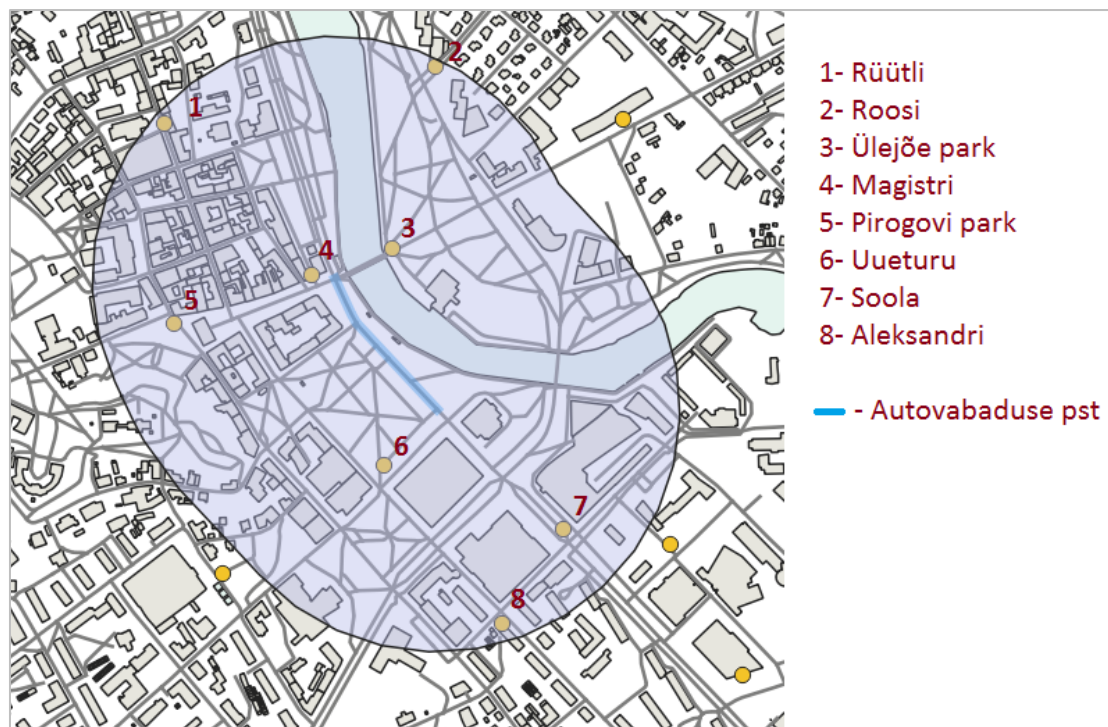 2
1
3
4
5
6
7
8
1- Rüütli
2- Roosi
3- Ülejõe park
4- Magistri
5- Pirogovi park
6- Uueturu
7- Soola
8- Aleksandri
- Autovabaduse pst